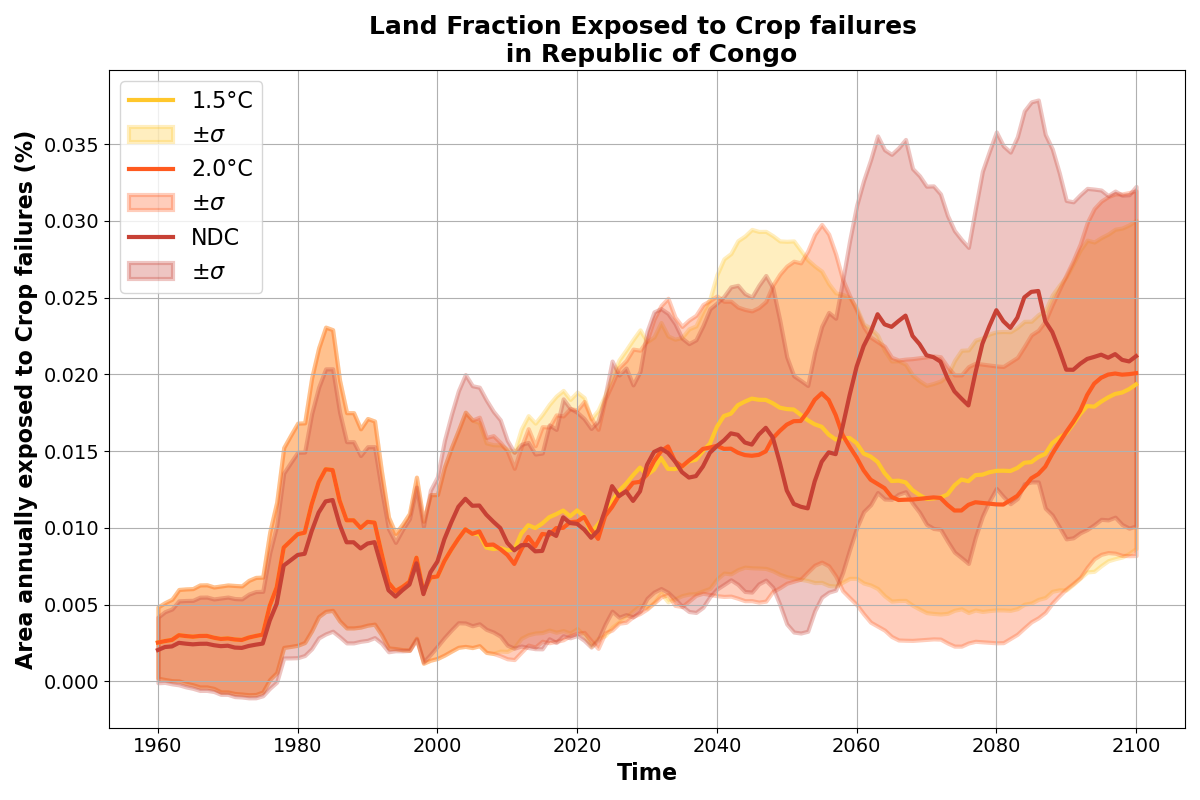 Land Fraction Exposed to Crop failures
in Republic of Congo
1.5°C
±σ
2.0°C
±σ
NDC
±σ
Area annually exposed to Crop failures (%)
0.035
0.030
0.025
0.020
0.015
0.010
0.005
0.000
1960 1980 2000 2020 2040 2060 2080 2100
Time